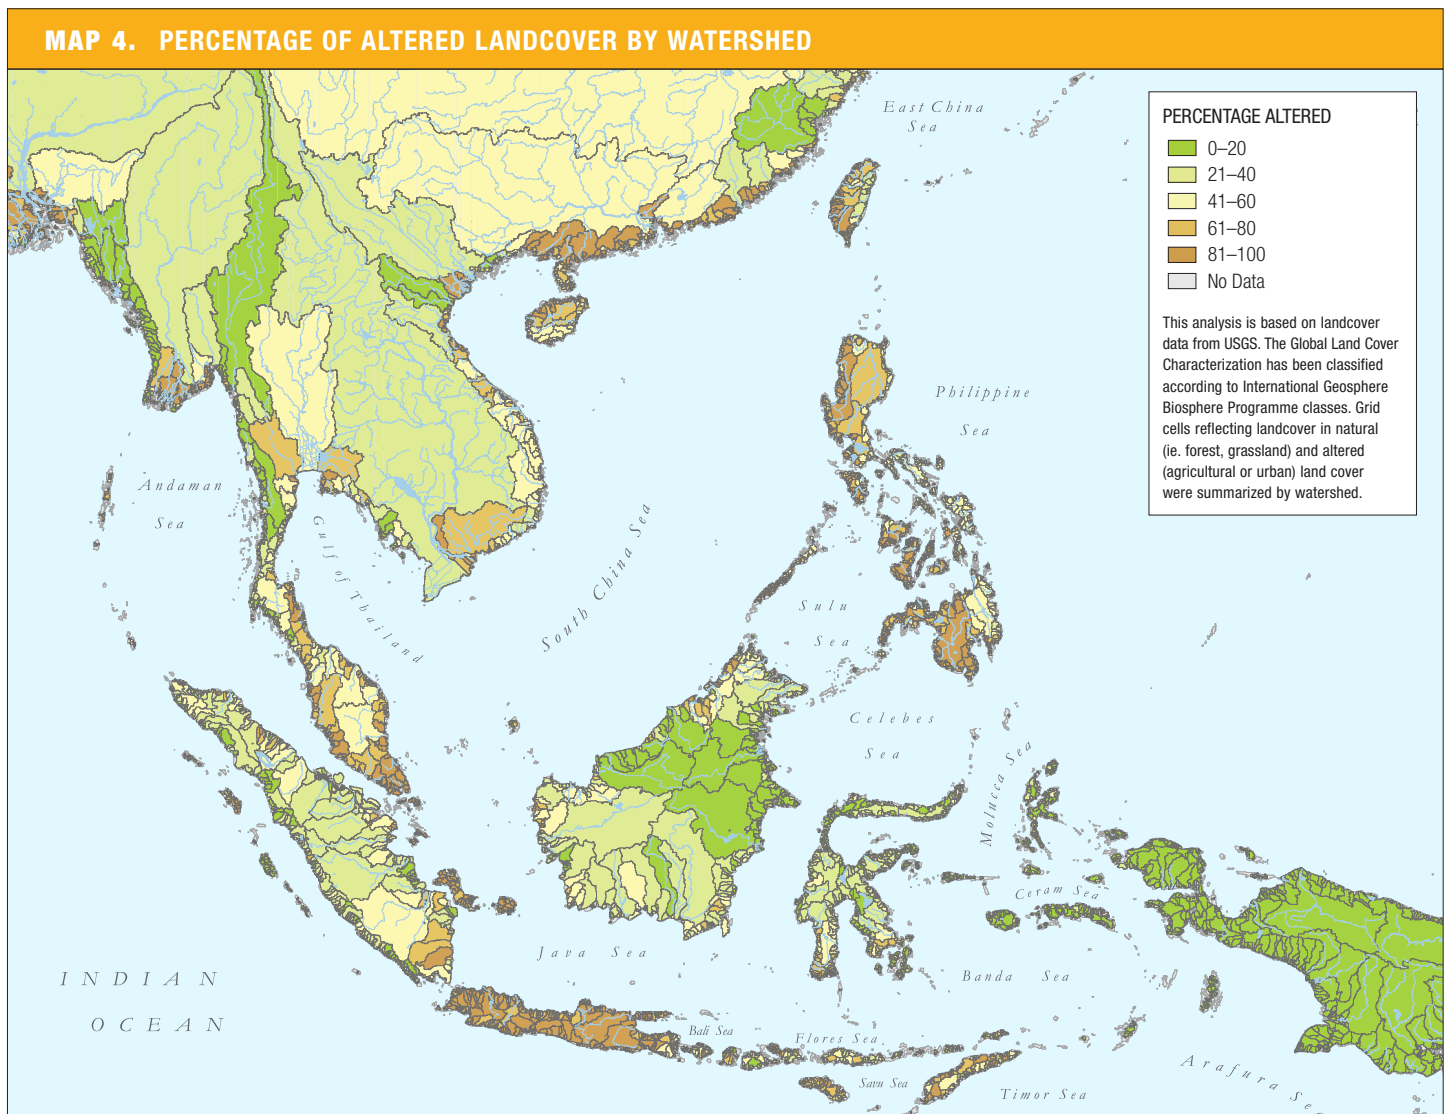 MAP 4. PERCENTAGE OF ALTERED LANDCOVER BY WATERSHED
East China
Sea
PERCENTAGE ALTERED
0–20
21–40
41–60
61–80
81–100
No Data
This analysis is based on landcover
data from USGS. The Global Land Cover
Characterization has been classified
according to International Geosphere
Biosphere Programme classes. Grid
cells reflecting landcover in natural
(ie. forest, grassland) and altered
(agricultural or urban) land cover
were summarized by watershed.
Philippine
Sea
Andaman
Sea
Gulf of Thailand
South China Sea
Sulu
Sea
Celebes
Sea
Molucca Sea
Ceram Sea
Java Sea
Banda Sea
INDIAN
OCEAN
Bali Sea
Flores Sea
Savu Sea
Timor Sea
Arafura Se